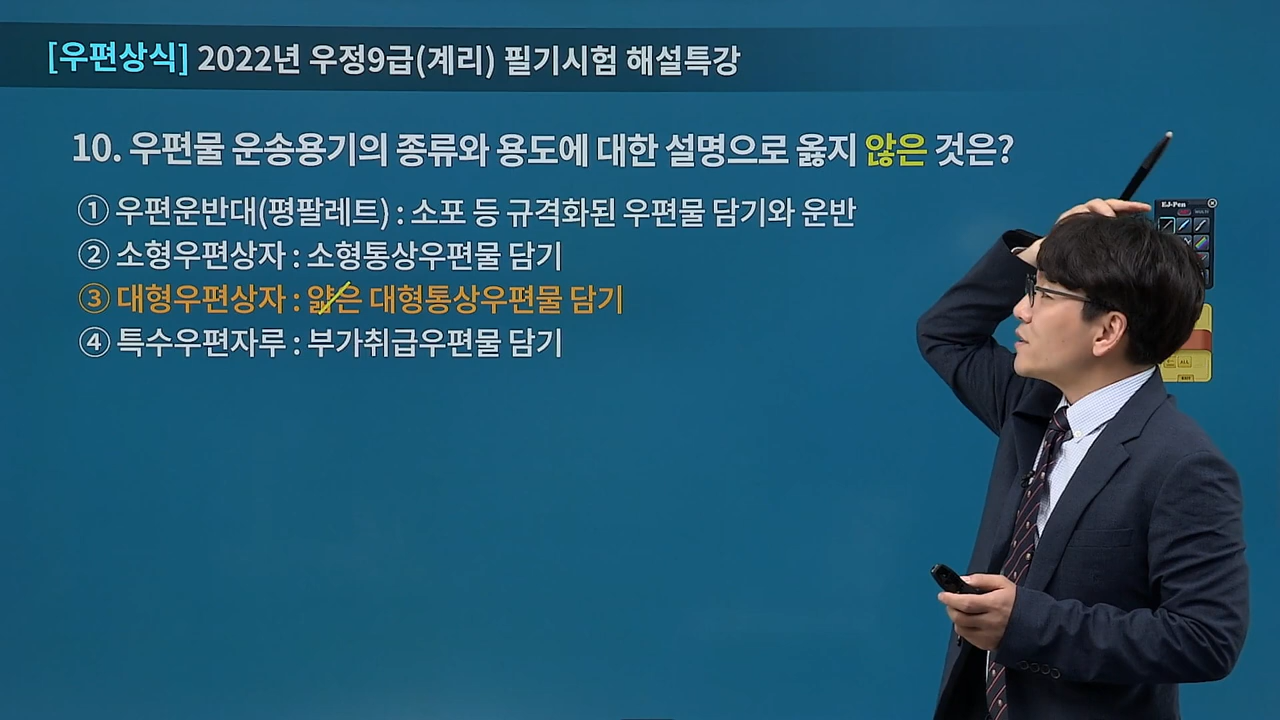 [우편상식] 2022년 우정9급(계리) 필기시험 해설특강
10. 우편물 운송용기의 종류와 용도에 대한 설명으로 옳지 않은 것은?
① 우편운반대(평팔레트) : 소포 등 규격화된 우편물 담기와 운반
② 소형우편상자 : 소형통상우편물 담기
③ 대형우편상자 : 얇은 대형통상우편물 담기
④ 특수우편자루 : 부가취급우편물 담기
EJ-Pen